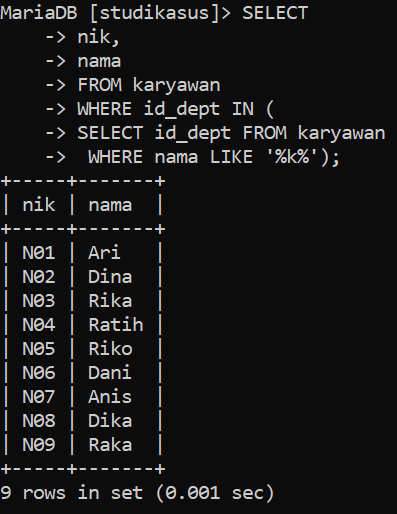 MariaDB [studikasus]> SELECT
    -> nik,
    -> nama
    -> FROM karyawan
    -> WHERE id_dept IN (
    -> SELECT id_dept FROM karyawan
    ->  WHERE nama LIKE '%k%');
+-----+-------+
| nik | nama  |
+-----+-------+
| N01 | Ari   |
| N02 | Dina  |
| N03 | Rika  |
| N04 | Ratih |
| N05 | Riko  |
| N06 | Dani  |
| N07 | Anis  |
| N08 | Dika  |
| N09 | Raka  |
+-----+-------+
9 rows in set (0.001 sec)